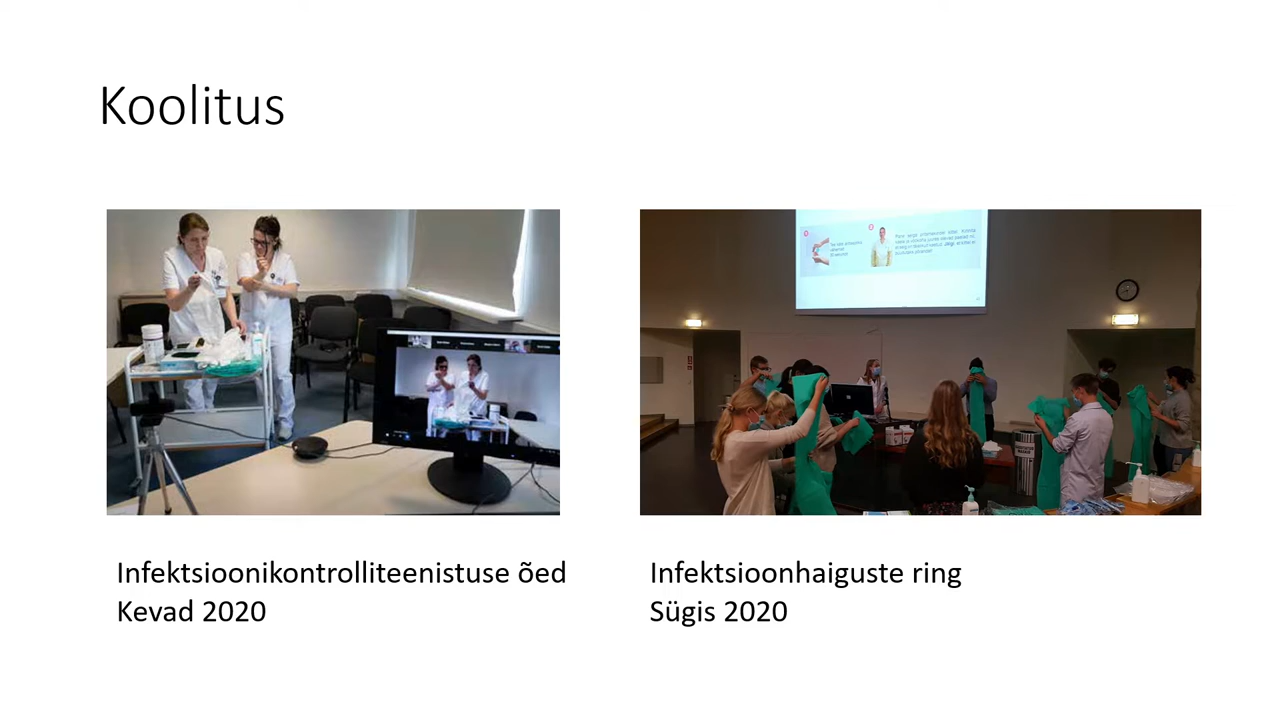 Koolitus
Infektsioonikontrolliteenistuse õed
Kevad 2020
Infektsioonhaiguste ring
Sügis 2020